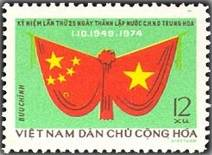 KỶ NIỆM LẦN THỨ 25 NGÀY THÀNH LẬP NƯỚC C.H.N.D TRUNG HOA
1.10.1949-1974
BƯU CHÍNH
12
xu
VIỆT NAM DÂN CHỦ CỘNG HÒA